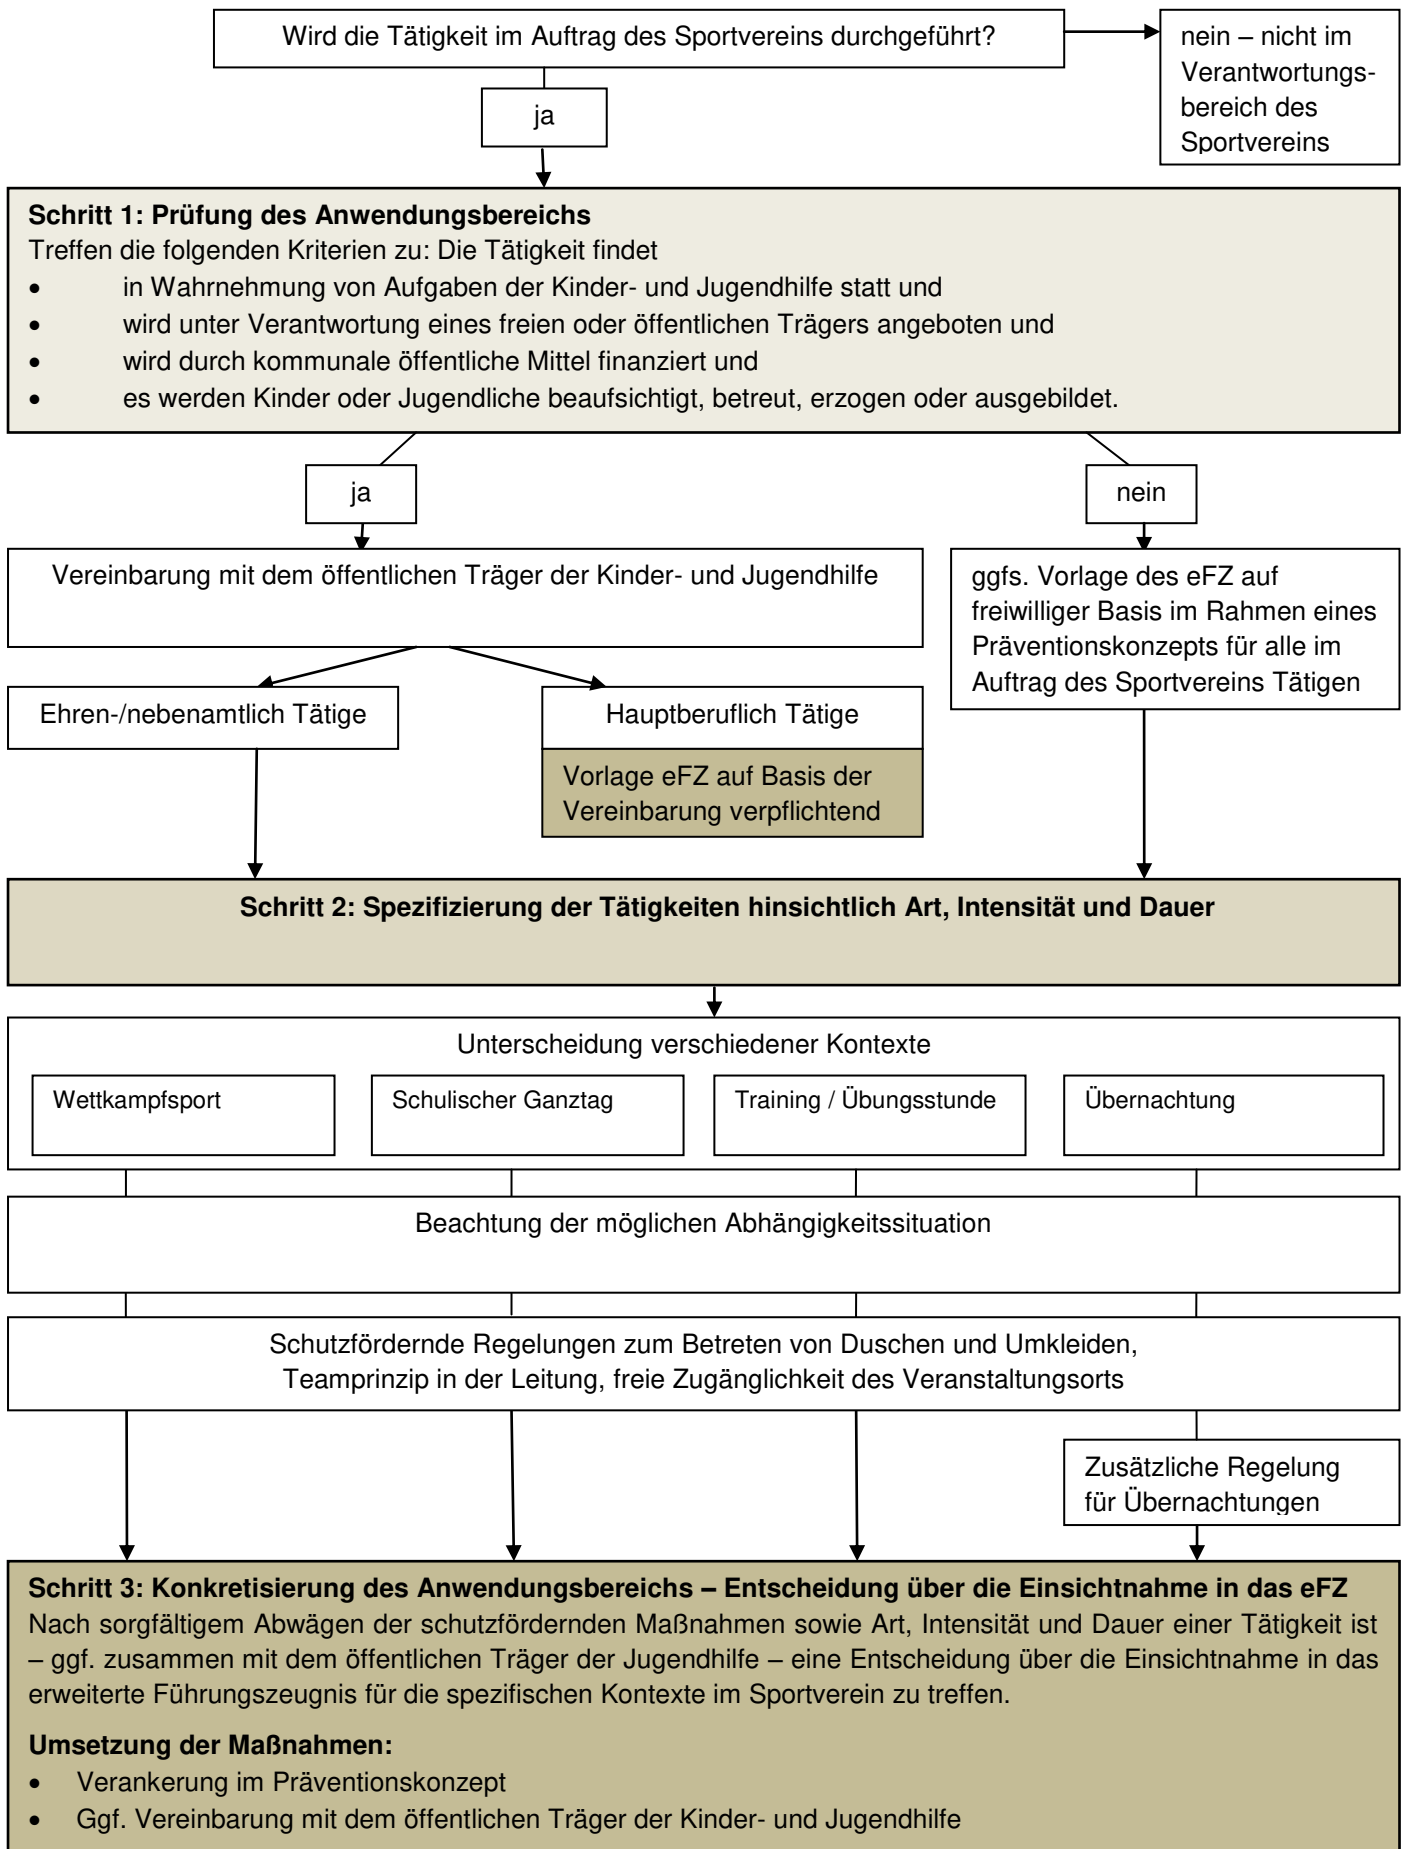 Wird die Tätigkeit im Auftrag des Sportvereins durchgeführt?
nein – nicht im
Verantwortungs-
bereich des
Sportvereins
ja
Schritt 1: Prüfung des Anwendungsbereichs
Treffen die folgenden Kriterien zu: Die Tätigkeit findet
• in Wahrnehmung von Aufgaben der Kinder- und Jugendhilfe statt und
• wird unter Verantwortung eines freien oder öffentlichen Trägers angeboten und
• wird durch kommunale öffentliche Mittel finanziert und
• es werden Kinder oder Jugendliche beaufsichtigt, betreut, erzogen oder ausgebildet.
ja
nein
Vereinbarung mit dem öffentlichen Träger der Kinder- und Jugendhilfe
ggfs. Vorlage des eFZ auf
freiwilliger Basis im Rahmen eines
Präventionskonzepts für alle im
Auftrag des Sportvereins Tätigen
Ehren-/nebenamtlich Tätige
Hauptberuflich Tätige
Vorlage eFZ auf Basis der
Vereinbarung verpflichtend
Schritt 2: Spezifizierung der Tätigkeiten hinsichtlich Art, Intensität und Dauer
Unterscheidung verschiedener Kontexte
Wettkampfsport
Schulischer Ganztag
Training / Übungsstunde
Übernachtung
Beachtung der möglichen Abhängigkeitssituation
Schutzfördernde Regelungen zum Betreten von Duschen und Umkleiden,
Teamprinzip in der Leitung, freie Zugänglichkeit des Veranstaltungsorts
Zusätzliche Regelung
für Übernachtungen
Schritt 3: Konkretisierung des Anwendungsbereichs – Entscheidung über die Einsichtnahme in das eFZ
Nach sorgfältigem Abwägen der schutzfördernden Maßnahmen sowie Art, Intensität und Dauer einer Tätigkeit ist
– ggf. zusammen mit dem öffentlichen Träger der Jugendhilfe – eine Entscheidung über die Einsichtnahme in das
erweiterte Führungszeugnis für die spezifischen Kontexte im Sportverein zu treffen.
Umsetzung der Maßnahmen:
• Verankerung im Präventionskonzept
• Ggf. Vereinbarung mit dem öffentlichen Träger der Kinder- und Jugendhilfe